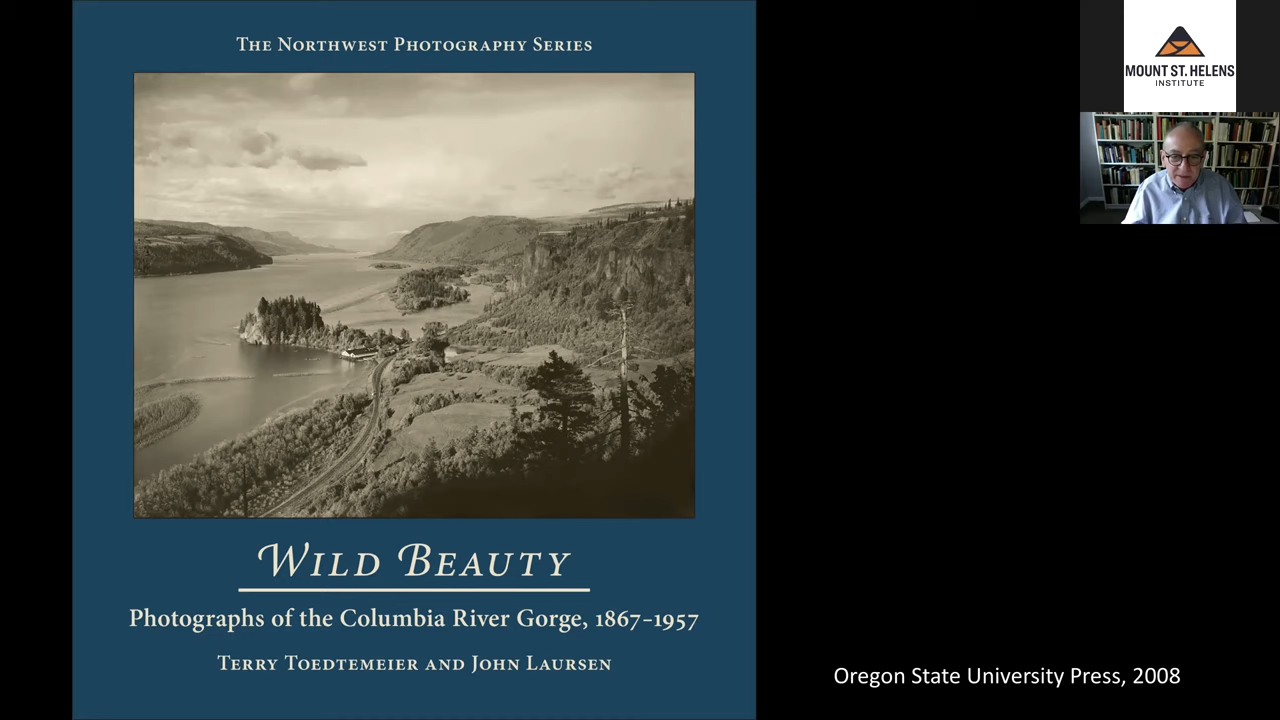 THE NORTHWEST PHOTOGRAPHY SERIES
WILD BEAUTY
Photographs of the Columbia River Gorge, 1867–1957
TERRY TOEDTEMEIER AND JOHN LAURSEN
Oregon State University Press, 2008
MOUNT ST. HELENS
INSTITUTE